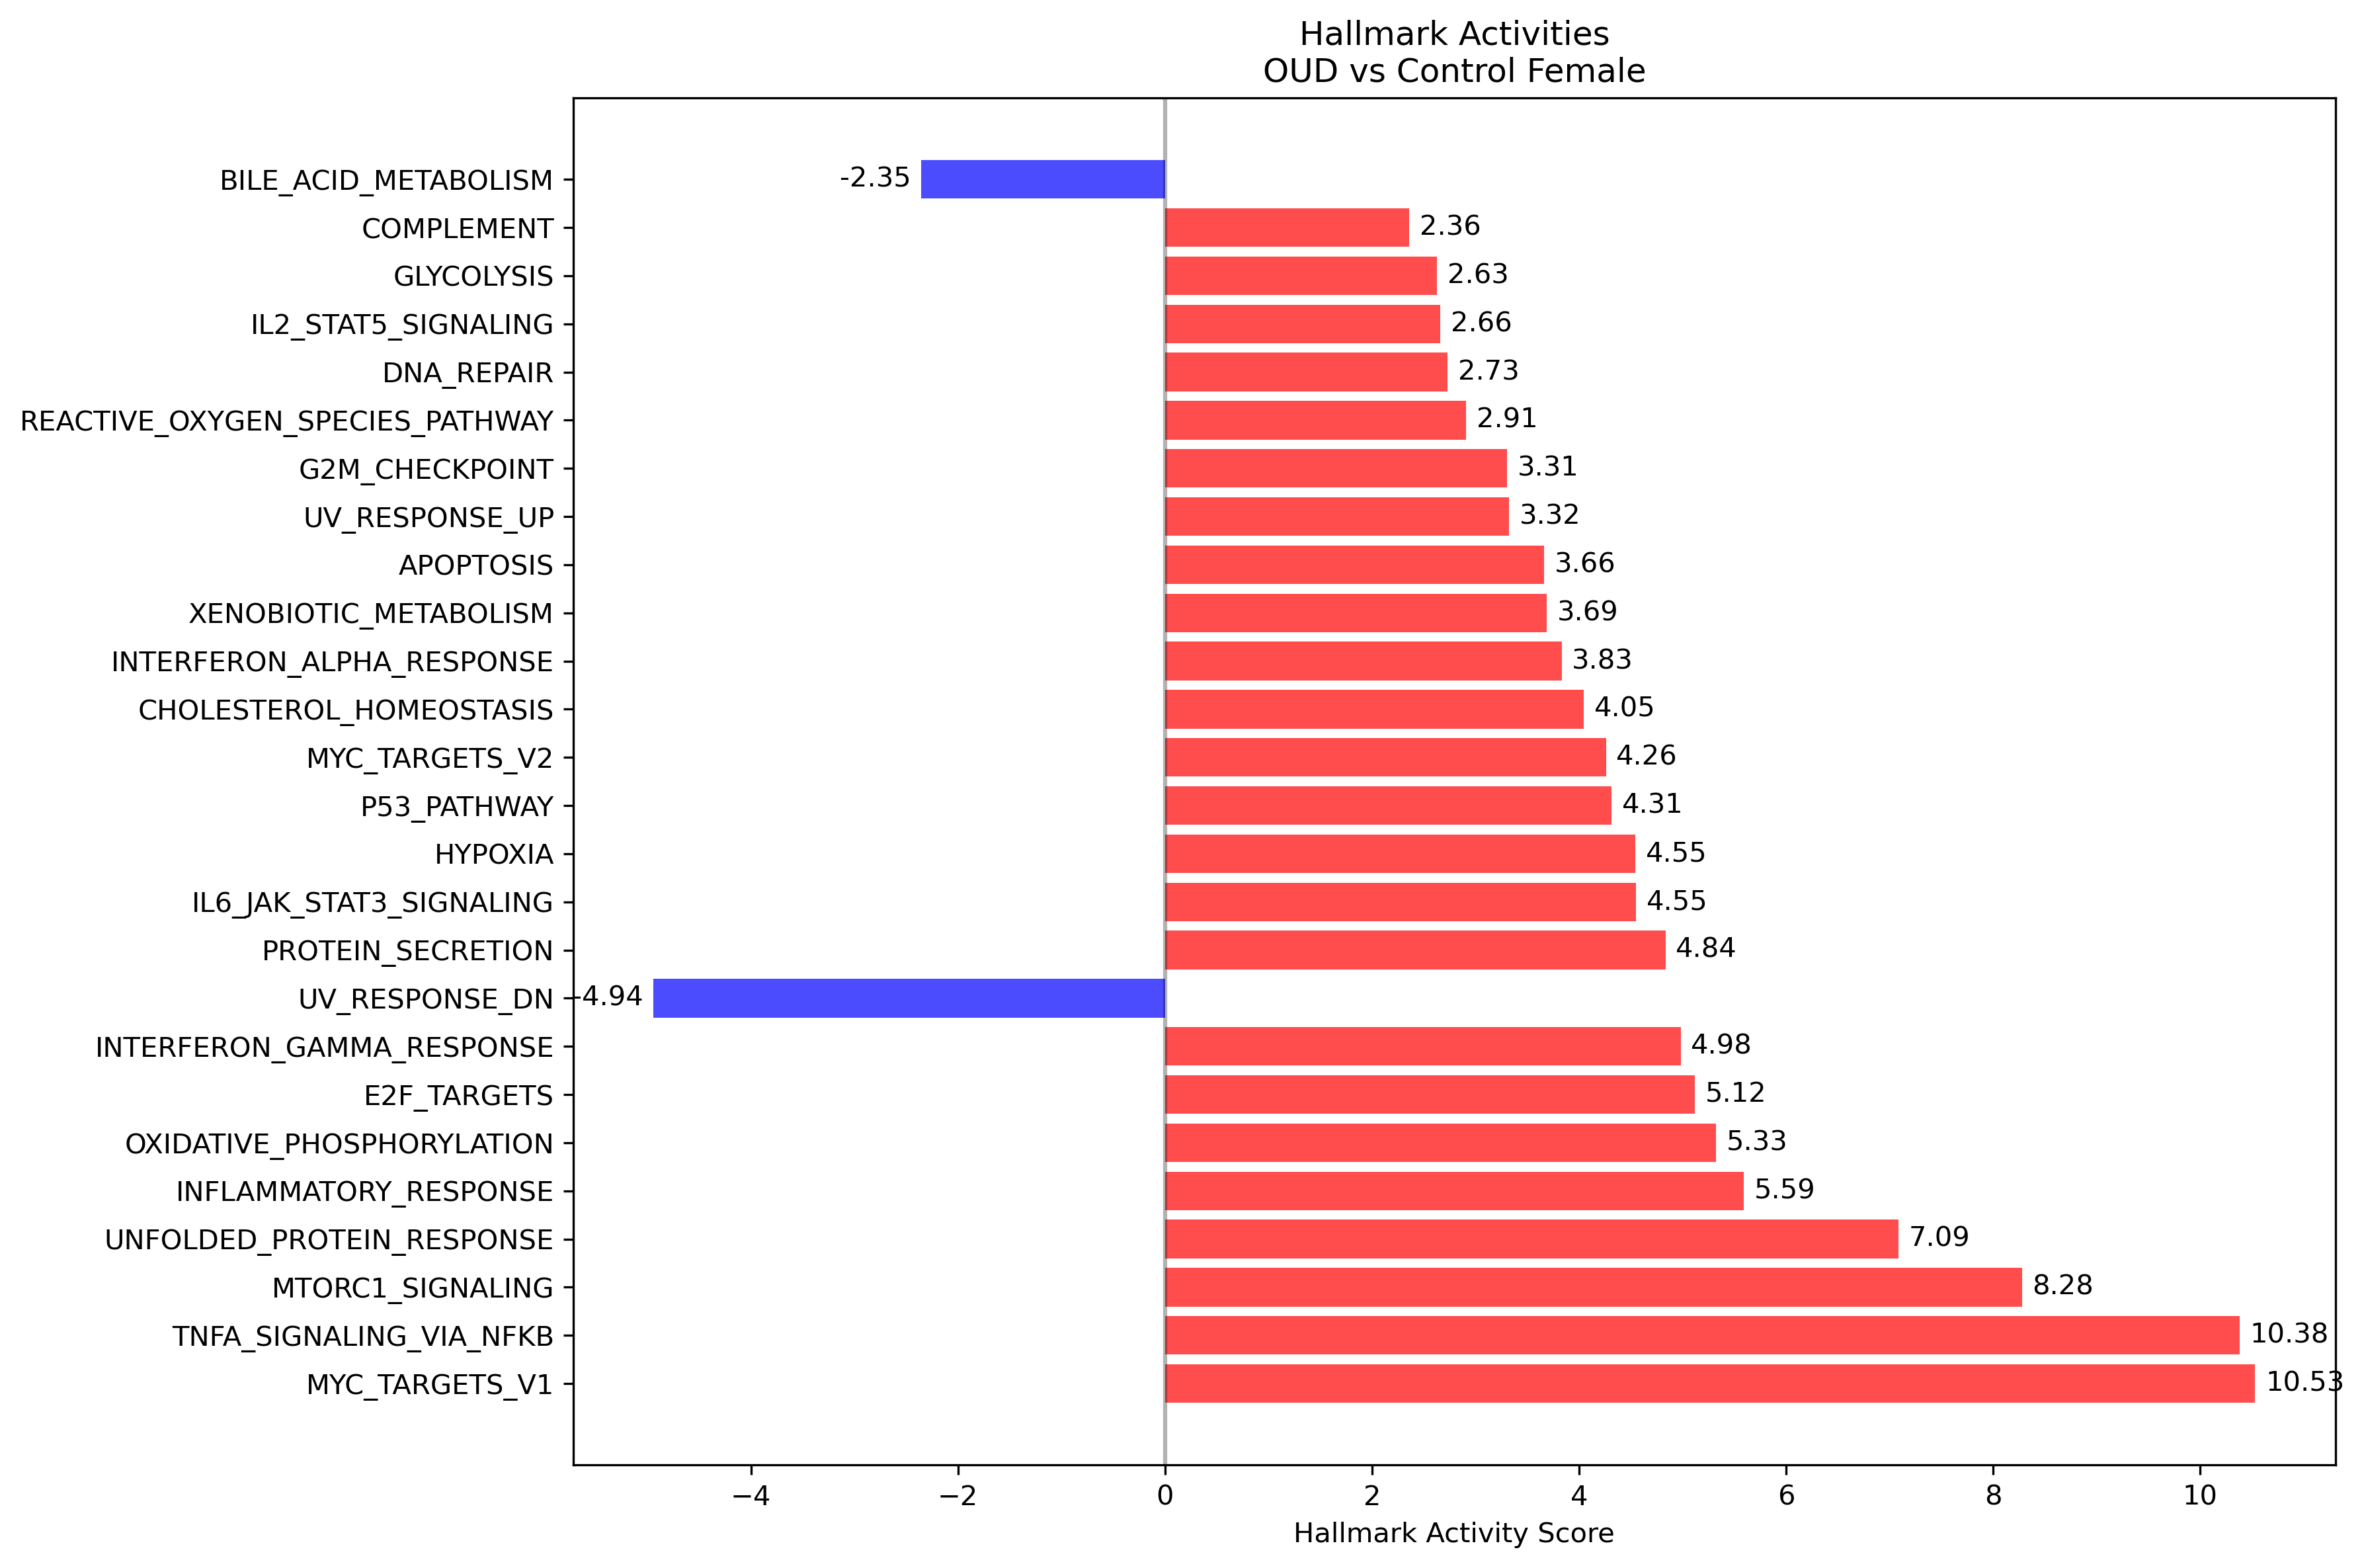 Hallmark Activities
OUD vs Control Female
BILE_ACID_METABOLISM -2.35
COMPLEMENT 2.36
GLYCOLYSIS 2.63
IL2_STAT5_SIGNALING 2.66
DNA_REPAIR 2.73
REACTIVE_OXYGEN_SPECIES_PATHWAY 2.91
G2M_CHECKPOINT 3.31
UV_RESPONSE_UP 3.32
APOPTOSIS 3.66
XENOBIOTIC_METABOLISM 3.69
INTERFERON_ALPHA_RESPONSE 3.83
CHOLESTEROL_HOMEOSTASIS 4.05
MYC_TARGETS_V2 4.26
P53_PATHWAY 4.31
HYPOXIA 4.55
IL6_JAK_STAT3_SIGNALING 4.55
PROTEIN_SECRETION 4.84
UV_RESPONSE_DN -4.94
INTERFERON_GAMMA_RESPONSE 4.98
E2F_TARGETS 5.12
OXIDATIVE_PHOSPHORYLATION 5.33
INFLAMMATORY_RESPONSE 5.59
UNFOLDED_PROTEIN_RESPONSE 7.09
MTORC1_SIGNALING 8.28
TNFA_SIGNALING_VIA_NFKB 10.38
MYC_TARGETS_V1 10.53
−4 −2 0 2 4 6 8 10
Hallmark Activity Score